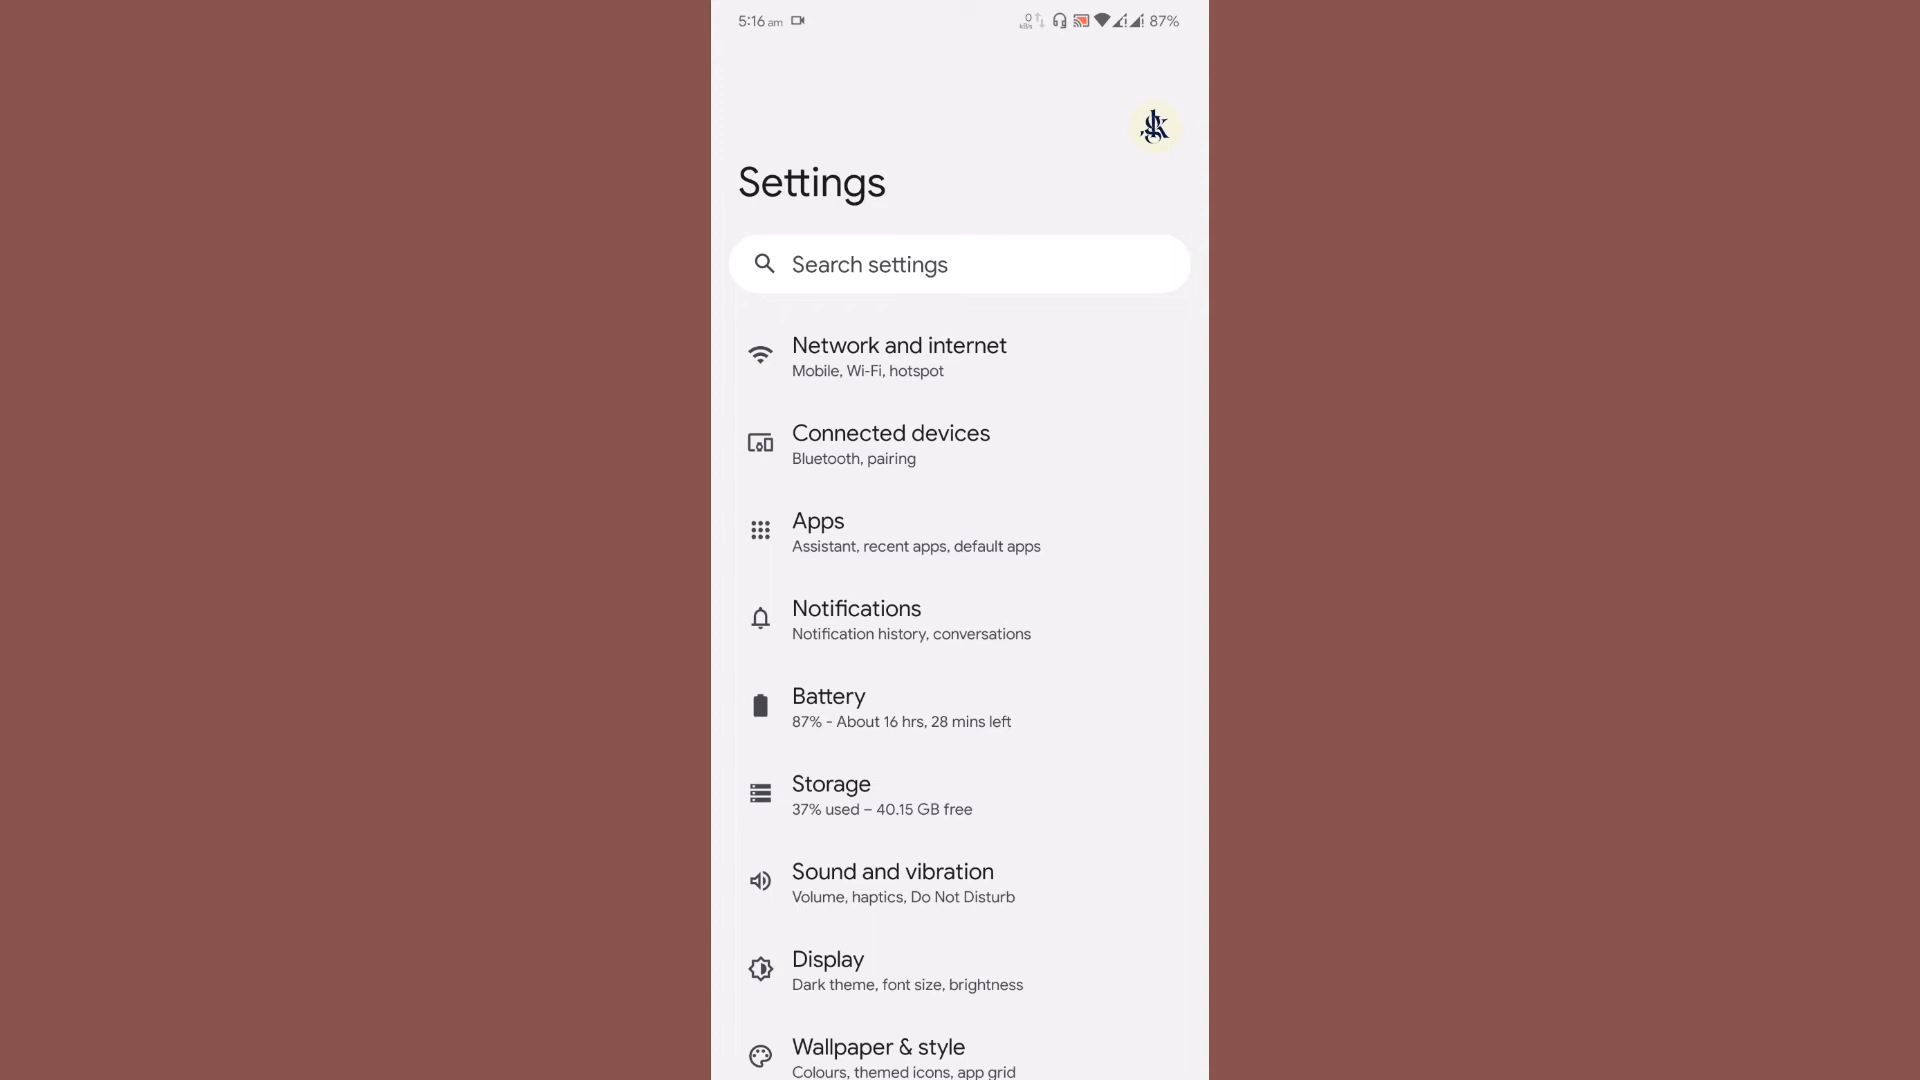 5:16 am
0 kB/s 87%
Settings
Search settings
Network and internet
Mobile, Wi-Fi, hotspot
Connected devices
Bluetooth, pairing
Apps
Assistant, recent apps, default apps
Notifications
Notification history, conversations
Battery
87% - About 16 hrs, 28 mins left
Storage
37% used – 40.15 GB free
Sound and vibration
Volume, haptics, Do Not Disturb
Display
Dark theme, font size, brightness
Wallpaper & style
Colours, themed icons, app grid